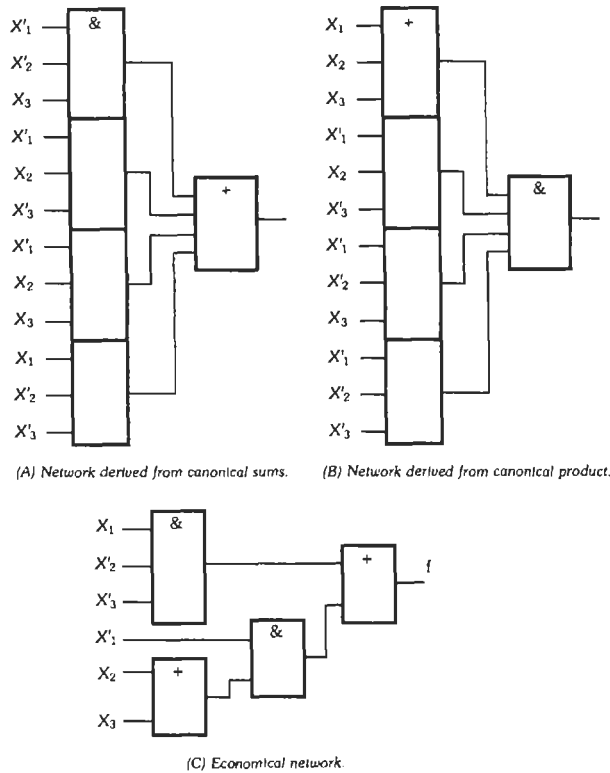 X'₁
&
X'₂
X₃
X'₁
X₂
X'₃
+
X'₁
X₂
X₃
X₁
X'₂
X'₃
(A) Network derived from canonical sums.
X₁
+
X₂
X₃
X'₁
X₂
X'₃
&
X'₁
X'₂
X₃
X'₁
X'₂
X'₃
(B) Network derived from canonical product.
X₁
&
X'₂
X'₃
+
f
X'₁
&
X₂
+
X₃
(C) Economical network.